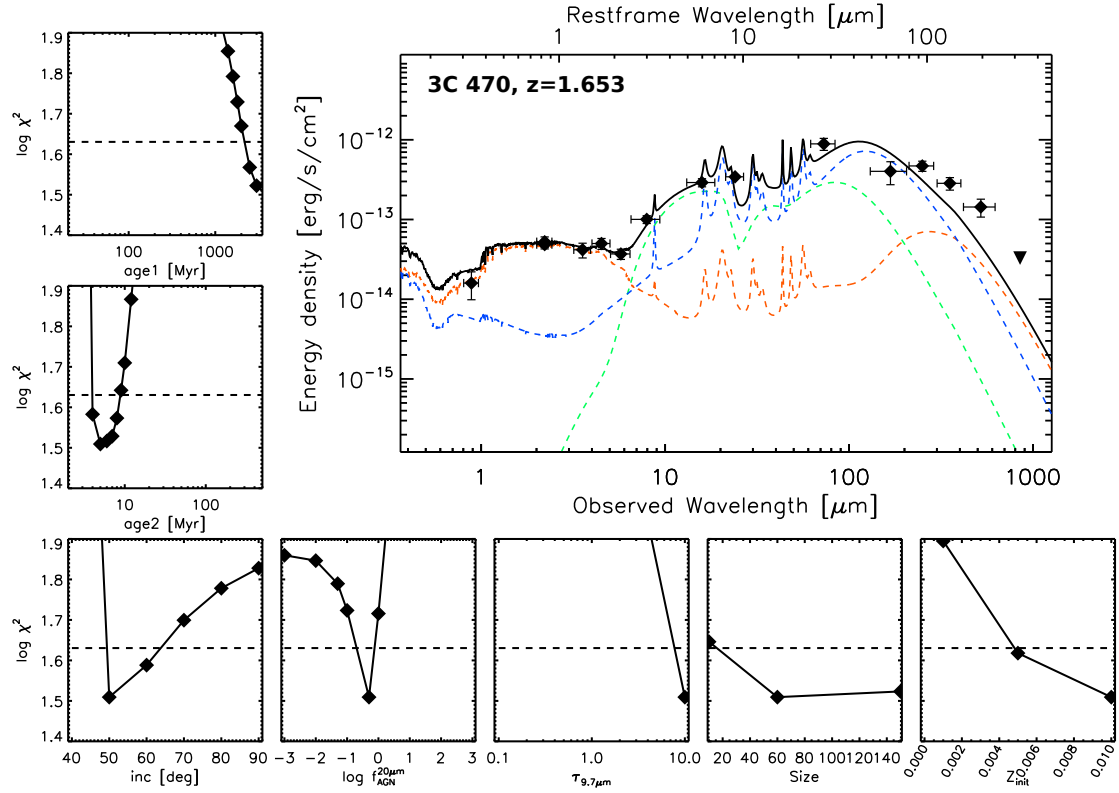 Restframe Wavelength [μm]
1 10 100
3C 470, z=1.653
Energy density [erg/s/cm²]
10⁻¹²
10⁻¹³
10⁻¹⁴
10⁻¹⁵
1 10 100 1000
Observed Wavelength [μm]
log χ²
1.9
1.8
1.7
1.6
1.5
1.4
100 1000
age1 [Myr]
log χ²
1.9
1.8
1.7
1.6
1.5
1.4
10 100
age2 [Myr]
log χ²
1.9
1.8
1.7
1.6
1.5
1.4
40 50 60 70 80 90
inc [deg]
−3 −2 −1 0 1 2 3
log f_AGN^20μm
0.1 1.0 10.0
τ_9.7μm
20 40 60 80 100 120 140
Size
0.000 0.002 0.004 0.006 0.008 0.010
Z_init